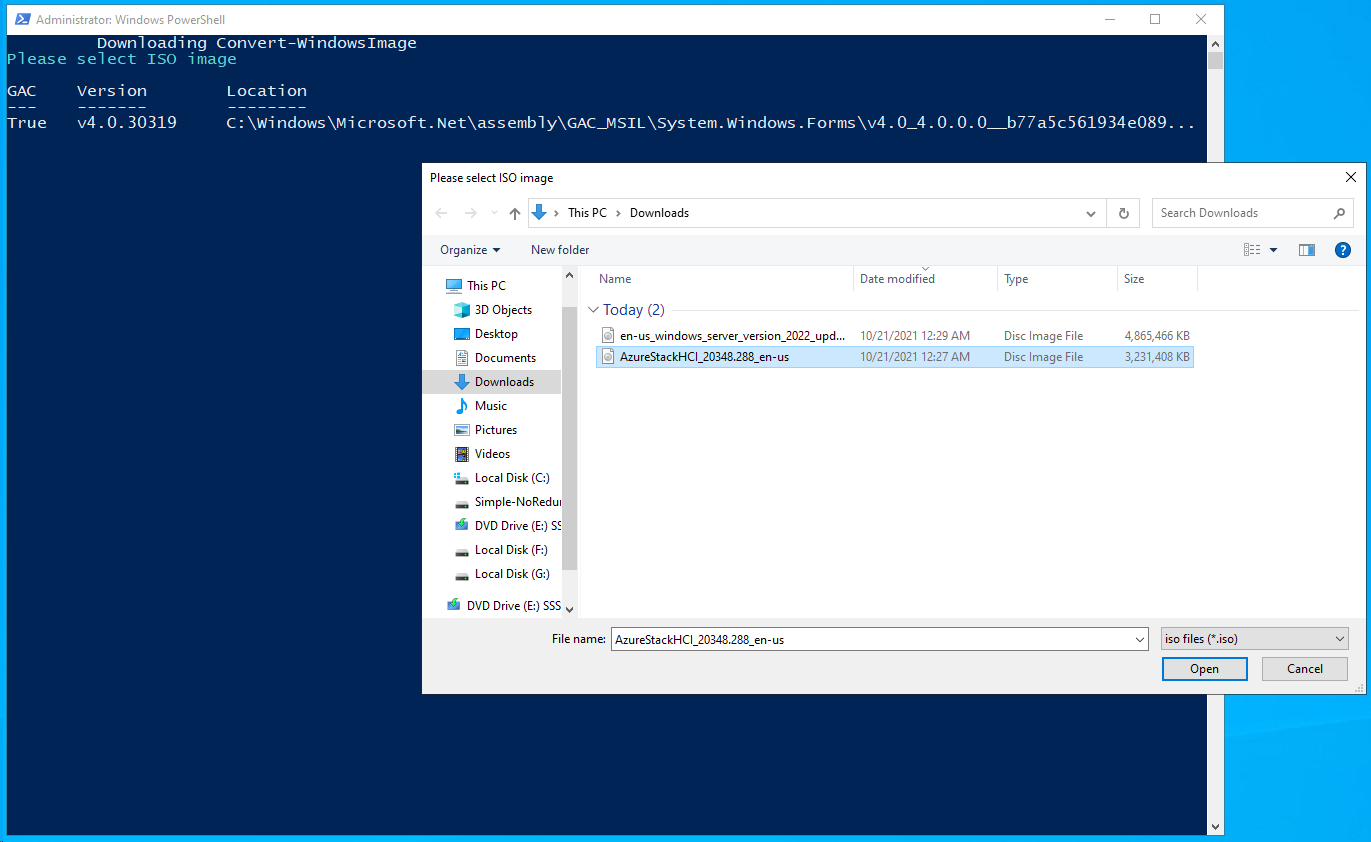 Administrator: Windows PowerShell
Downloading Convert-WindowsImage
Please select ISO image
GAC Version Location
--- ------- --------
True v4.0.30319 C:\Windows\Microsoft.Net\assembly\GAC_MSIL\System.Windows.Forms\v4.0_4.0.0.0__b77a5c561934e089...
Please select ISO image
This PC > Downloads
Search Downloads
Organize New folder
This PC
3D Objects
Desktop
Documents
Downloads
Music
Pictures
Videos
Local Disk (C:)
Simple-NoRedun
DVD Drive (E:) SS
Local Disk (F:)
Local Disk (G:)
DVD Drive (E:) SSS
Name Date modified Type Size
Today (2)
en-us_windows_server_version_2022_upd... 10/21/2021 12:29 AM Disc Image File 4,865,466 KB
AzureStackHCI_20348.288_en-us 10/21/2021 12:27 AM Disc Image File 3,231,408 KB
File name: AzureStackHCI_20348.288_en-us iso files (*.iso)
Open Cancel